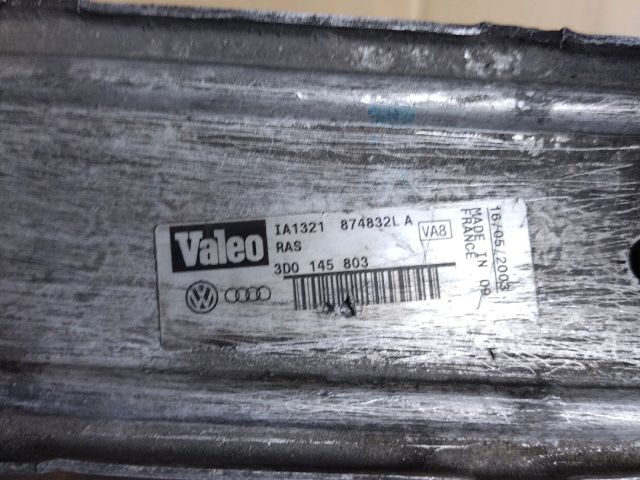 Valeo
IA1321 874832L A
RAS
VA8
3D0 145 803
16/05/2003
MADE IN
FRANCE